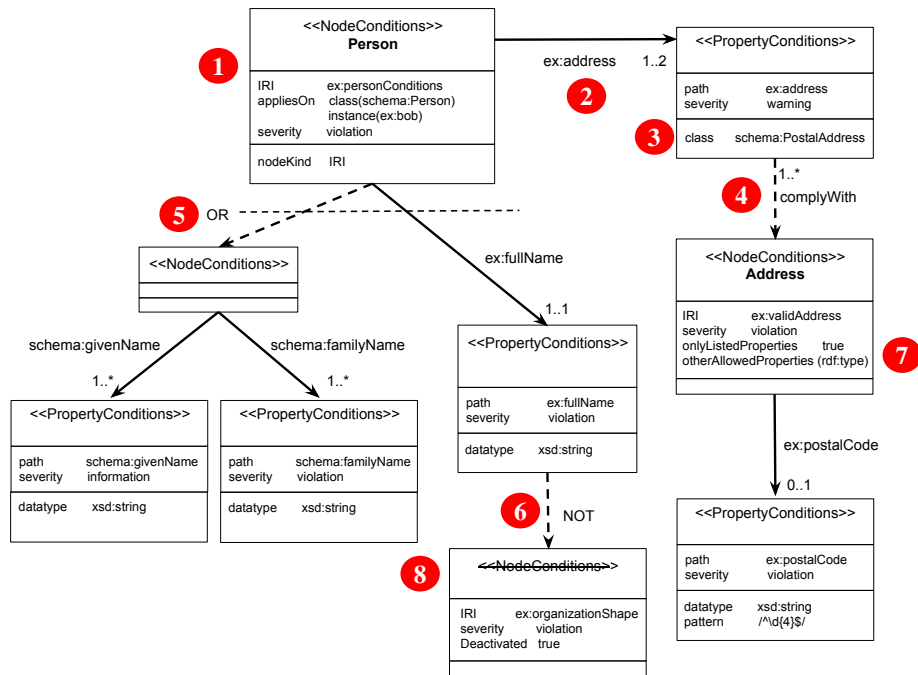 <<NodeConditions>>
Person
1
IRI ex:personConditions
appliesOn class(schema:Person)
instance(ex:bob)
severity violation
nodeKind IRI
ex:address 1..2
2
<<PropertyConditions>>
path ex:address
severity warning
3
class schema:PostalAddress
1..*
4
complyWith
5
OR
<<NodeConditions>>
ex:fullName
1..1
schema:givenName
1..*
schema:familyName
1..*
<<PropertyConditions>>
path schema:givenName
severity information
datatype xsd:string
<<PropertyConditions>>
path schema:familyName
severity violation
datatype xsd:string
<<PropertyConditions>>
path ex:fullName
severity violation
datatype xsd:string
6
NOT
8
<<NodeConditions>>
IRI ex:organizationShape
severity violation
Deactivated true
<<NodeConditions>>
Address
IRI ex:validAddress
severity violation
onlyListedProperties true
otherAllowedProperties (rdf:type)
7
ex:postalCode
0..1
<<PropertyConditions>>
path ex:postalCode
severity violation
datatype xsd:string
pattern /^\d{4}$/